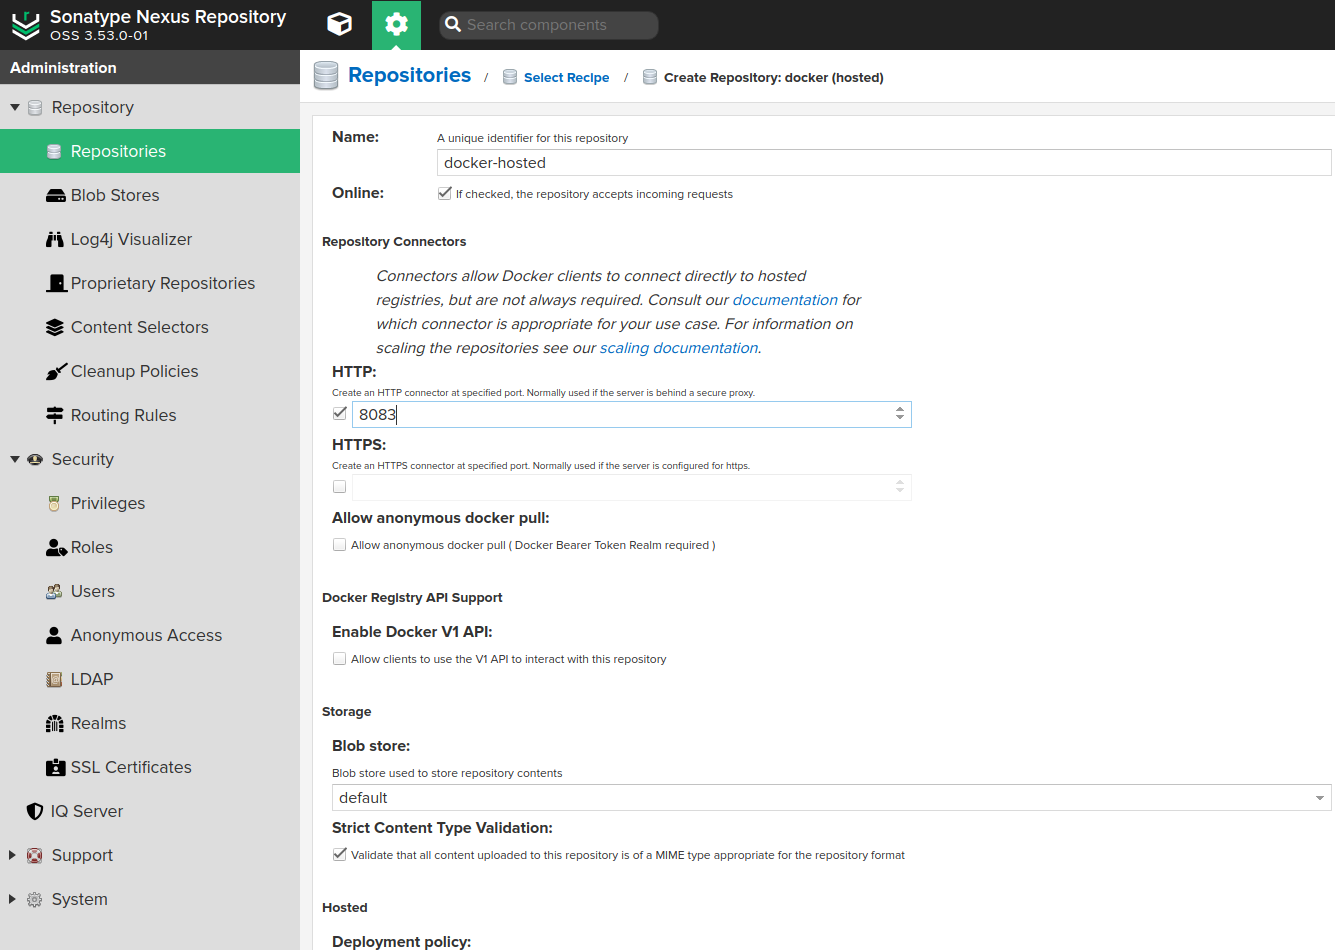 Sonatype Nexus Repository
OSS 3.53.0-01
Search components
Administration
Repository
Repositories
Blob Stores
Log4j Visualizer
Proprietary Repositories
Content Selectors
Cleanup Policies
Routing Rules
Security
Privileges
Roles
Users
Anonymous Access
LDAP
Realms
SSL Certificates
IQ Server
Support
System
Repositories / Select Recipe / Create Repository: docker (hosted)
Name: A unique identifier for this repository
docker-hosted
Online: If checked, the repository accepts incoming requests
Repository Connectors
Connectors allow Docker clients to connect directly to hosted
registries, but are not always required. Consult our documentation for
which connector is appropriate for your use case. For information on
scaling the repositories see our scaling documentation.
HTTP:
Create an HTTP connector at specified port. Normally used if the server is behind a secure proxy.
8083
HTTPS:
Create an HTTPS connector at specified port. Normally used if the server is configured for https.
Allow anonymous docker pull:
Allow anonymous docker pull ( Docker Bearer Token Realm required )
Docker Registry API Support
Enable Docker V1 API:
Allow clients to use the V1 API to interact with this repository
Storage
Blob store:
Blob store used to store repository contents
default
Strict Content Type Validation:
Validate that all content uploaded to this repository is of a MIME type appropriate for the repository format
Hosted
Deployment policy: